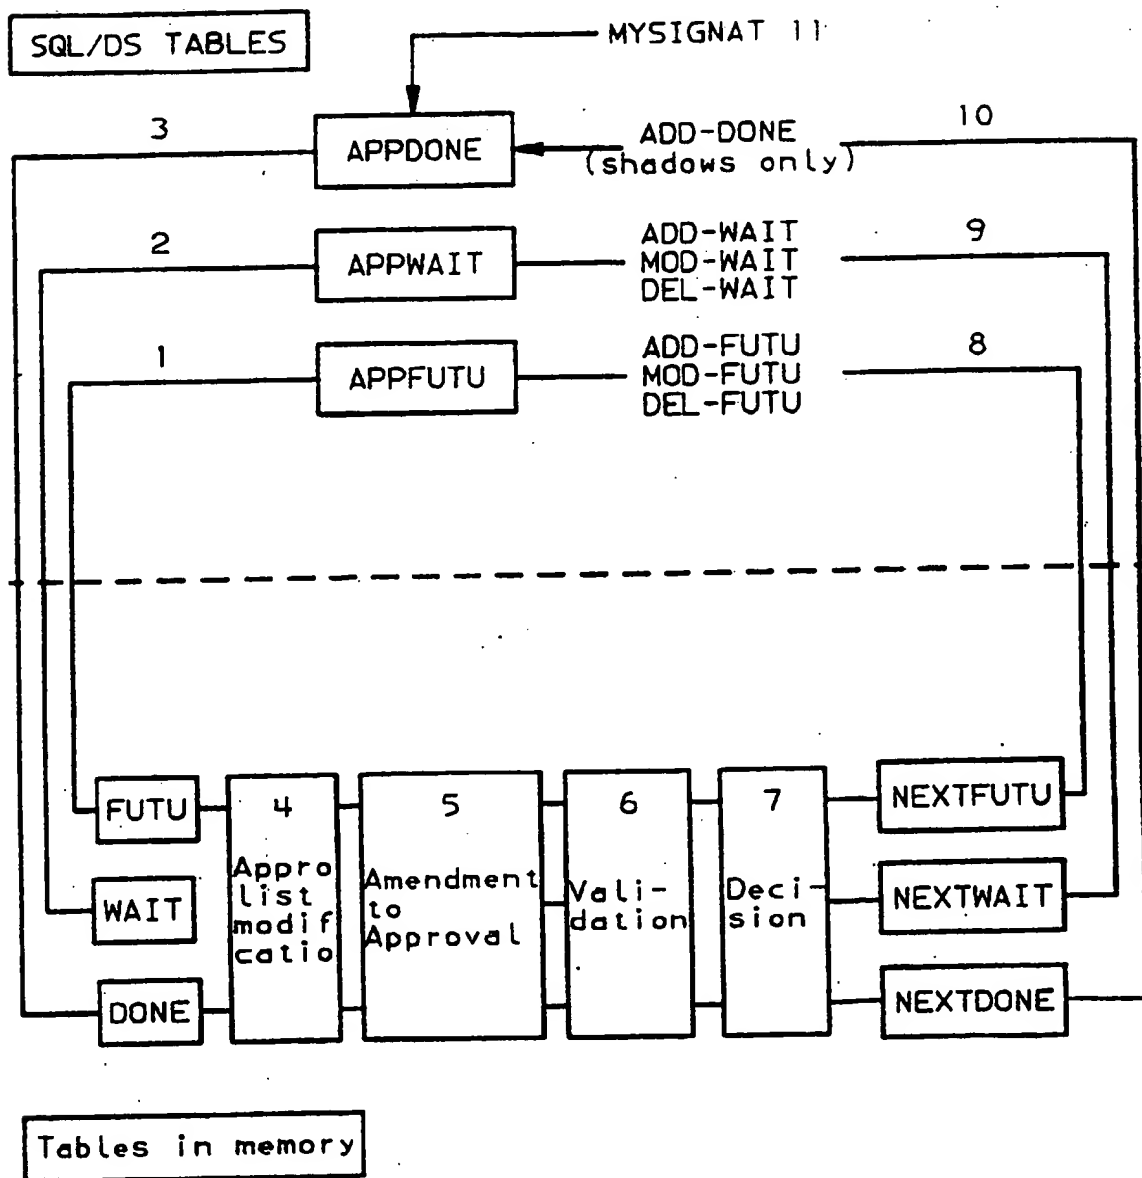 SQL/DS TABLES
MYSIGNAT 11
3
APPDONE
ADD-DONE
(shadows only)
10
2
APPWAIT
ADD-WAIT
MOD-WAIT
DEL-WAIT
9
1
APPFUTU
ADD-FUTU
MOD-FUTU
DEL-FUTU
8
FUTU
WAIT
DONE
4
Appro
list
modif
catio
5
Amendment
to
Approval
6
Vali-
dation
7
Deci-
sion
NEXTFUTU
NEXTWAIT
NEXTDONE
Tables in memory